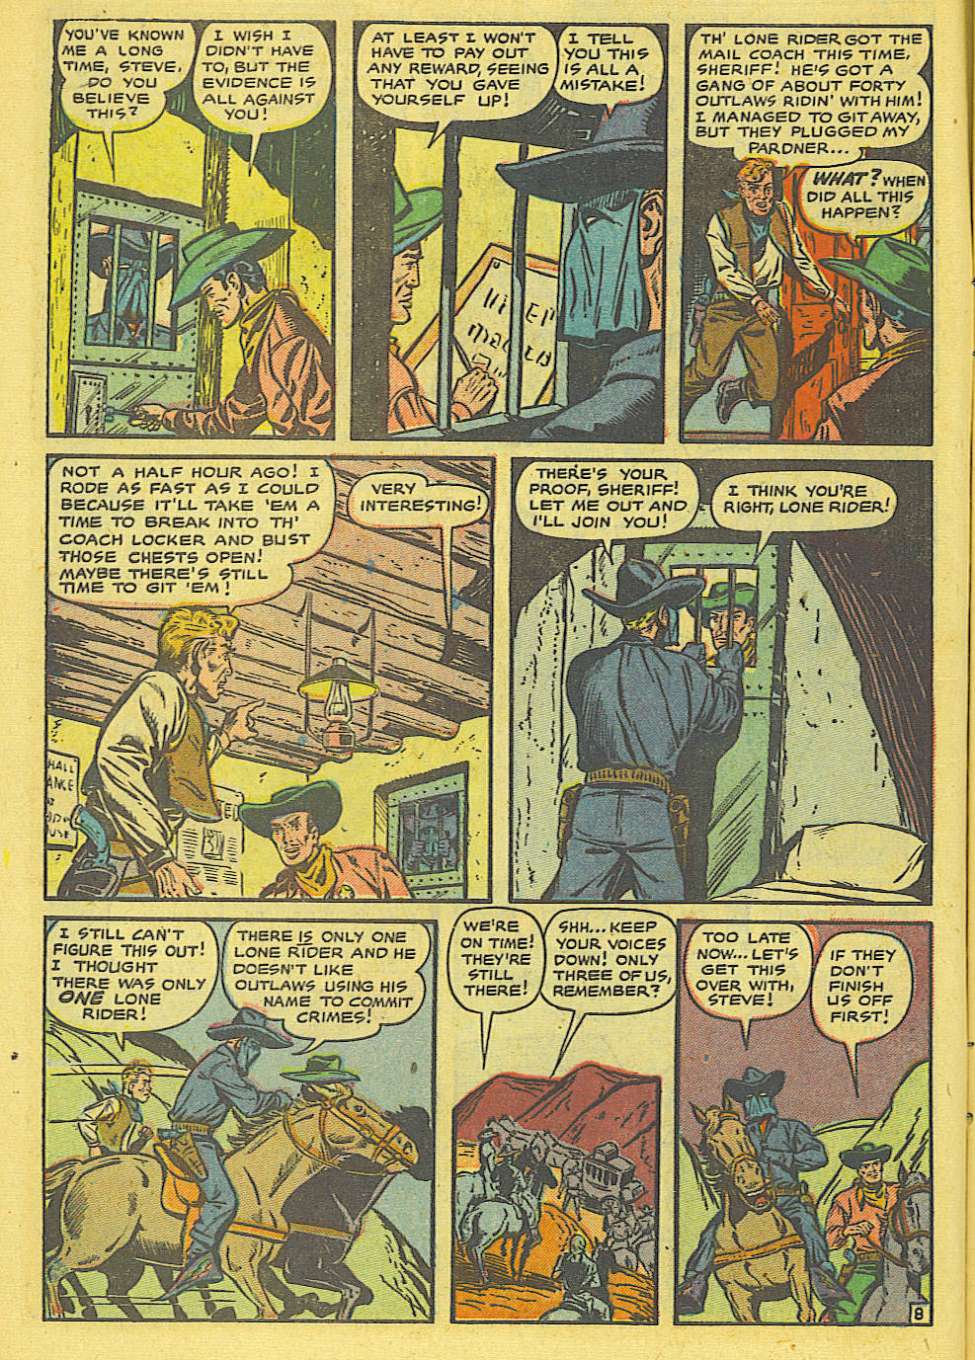 YOU'VE KNOWN
ME A LONG
TIME, STEVE.
DO YOU
BELIEVE
THIS?
I WISH I
DIDN'T HAVE
TO, BUT THE
EVIDENCE IS
ALL AGAINST
YOU!
AT LEAST I WON'T
HAVE TO PAY OUT
ANY REWARD, SEEING
THAT YOU GAVE
YOURSELF UP!
I TELL
YOU THIS
IS ALL A
MISTAKE!
TH' LONE RIDER GOT THE
MAIL COACH THIS TIME,
SHERIFF! HE'S GOT A
GANG OF ABOUT FORTY
OUTLAWS RIDIN' WITH HIM!
I MANAGED TO GIT AWAY,
BUT THEY PLUGGED MY
PARDNER...
WHAT? WHEN
DID ALL THIS
HAPPEN?
NOT A HALF HOUR AGO! I
RODE AS FAST AS I COULD
BECAUSE IT'LL TAKE 'EM A
TIME TO BREAK INTO TH'
COACH LOCKER AND BUST
THOSE CHESTS OPEN!
MAYBE THERE'S STILL
TIME TO GIT 'EM!
VERY
INTERESTING!
THERE'S YOUR
PROOF, SHERIFF!
LET ME OUT AND
I'LL JOIN YOU!
I THINK YOU'RE
RIGHT, LONE RIDER!
I STILL CAN'T
FIGURE THIS OUT!
I THOUGHT
THERE WAS ONLY
ONE LONE
RIDER!
THERE IS ONLY ONE
LONE RIDER AND HE
DOESN'T LIKE
OUTLAWS USING HIS
NAME TO COMMIT
CRIMES!
WE'RE
ON TIME!
THEY'RE
STILL
THERE!
SHH... KEEP
YOUR VOICES
DOWN! ONLY
THREE OF US,
REMEMBER?
TOO LATE
NOW... LET'S
GET THIS
OVER WITH,
STEVE!
IF THEY
DON'T
FINISH
US OFF
FIRST!
8